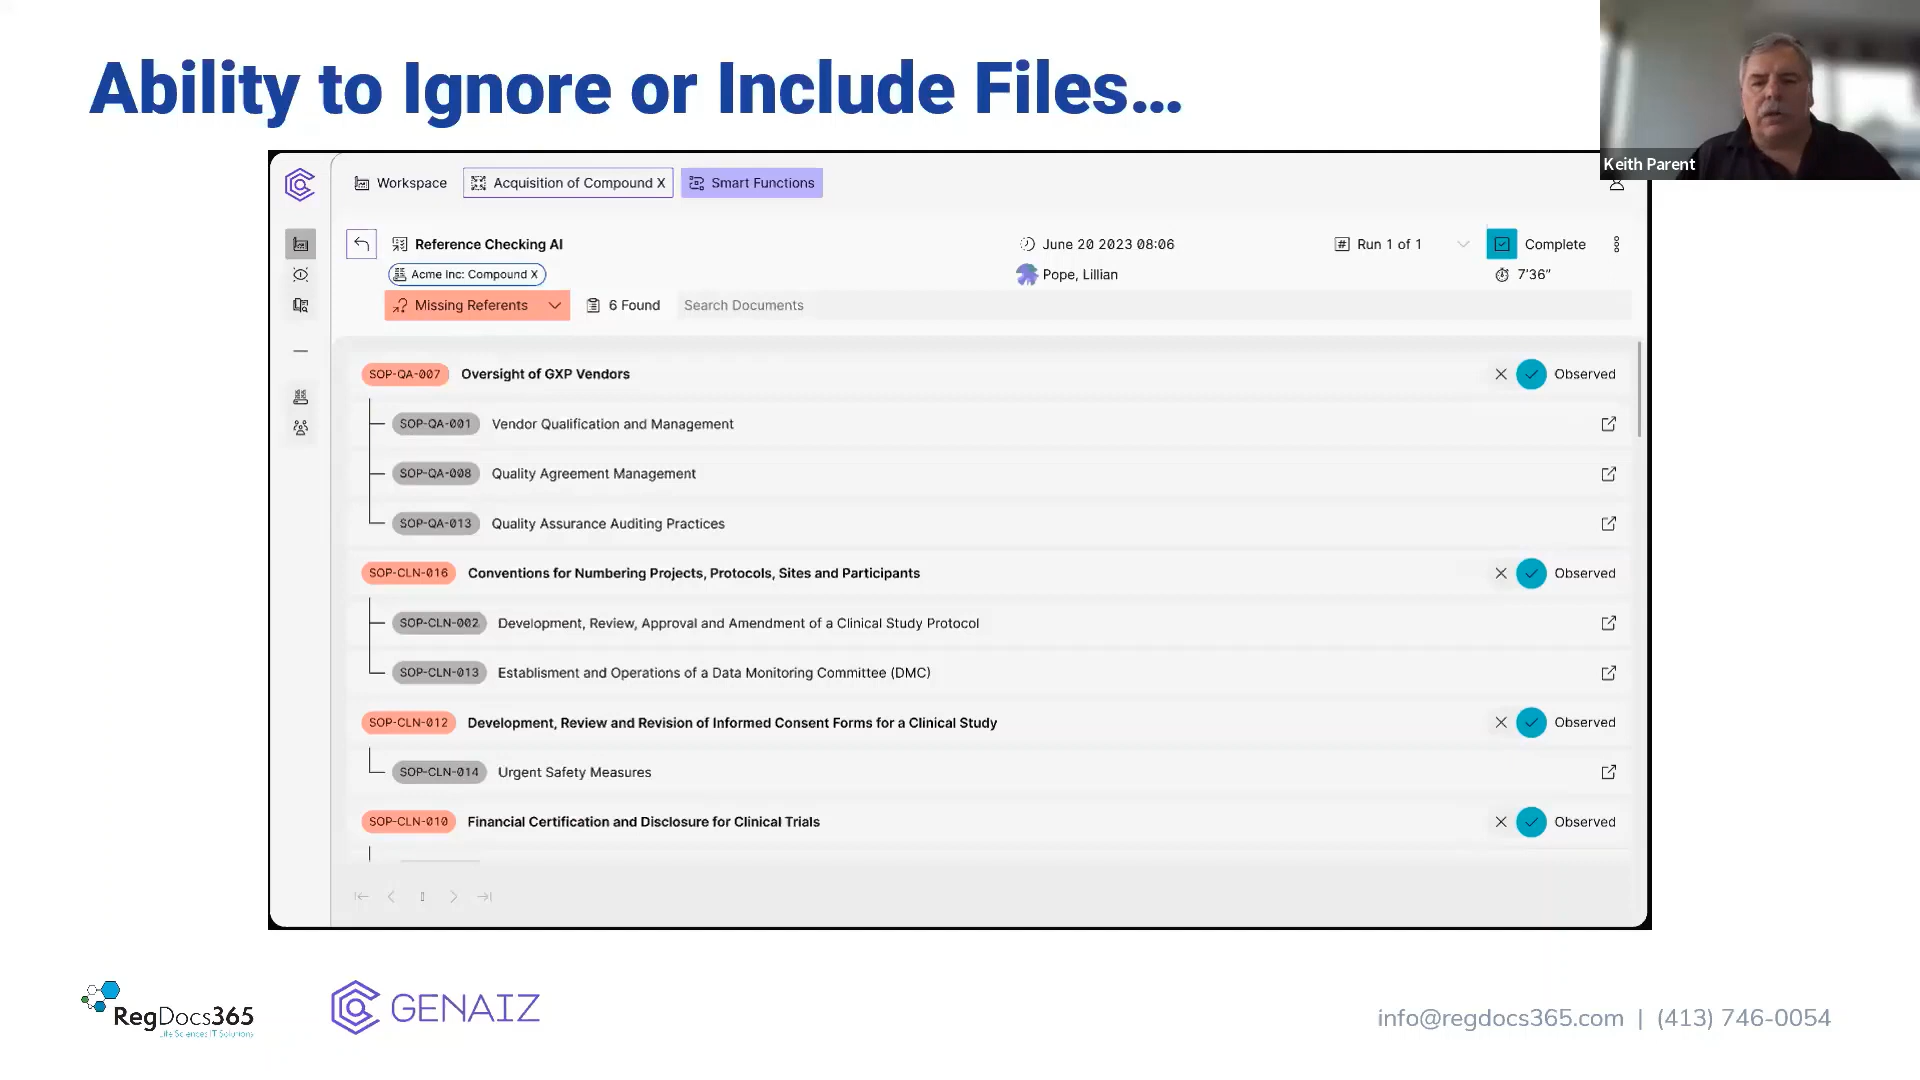 Ability to Ignore or Include Files…
Keith Parent
Workspace
Acquisition of Compound X
Smart Functions
Reference Checking AI
June 20 2023 08:06
Run 1 of 1
Complete
Acme Inc: Compound X
Pope, Lillian
7'36"
Missing Referents
6 Found
Search Documents
SOP-QA-007 Oversight of GXP Vendors
Observed
SOP-QA-001 Vendor Qualification and Management
SOP-QA-008 Quality Agreement Management
SOP-QA-013 Quality Assurance Auditing Practices
SOP-CLN-016 Conventions for Numbering Projects, Protocols, Sites and Participants
Observed
SOP-CLN-002 Development, Review, Approval and Amendment of a Clinical Study Protocol
SOP-CLN-013 Establisment and Operations of a Data Monitoring Committee (DMC)
SOP-CLN-012 Development, Review and Revision of Informed Consent Forms for a Clinical Study
Observed
SOP-CLN-014 Urgent Safety Measures
SOP-CLN-010 Financial Certification and Disclosure for Clinical Trials
Observed
1
RegDocs365
Life Sciences IT Solutions
GENAIZ
info@regdocs365.com | (413) 746-0054